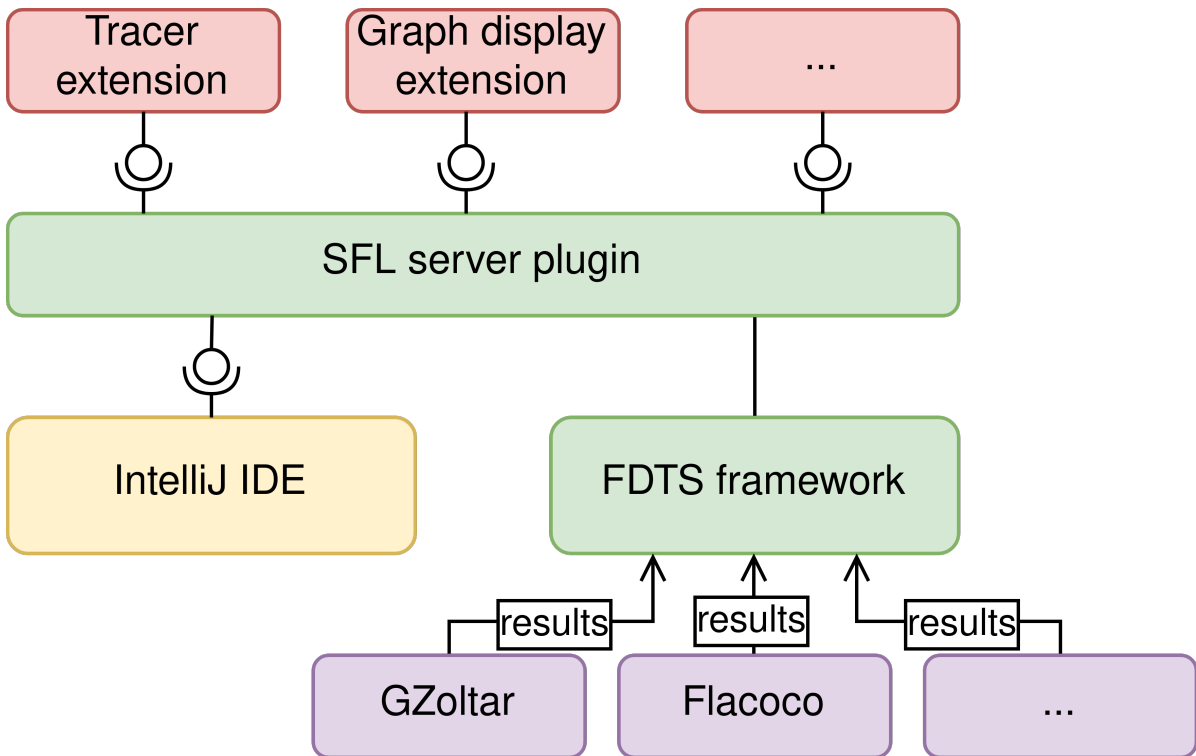 Tracer
extension
Graph display
extension
...
SFL server plugin
IntelliJ IDE
FDTS framework
results
results
results
GZoltar
Flacoco
...